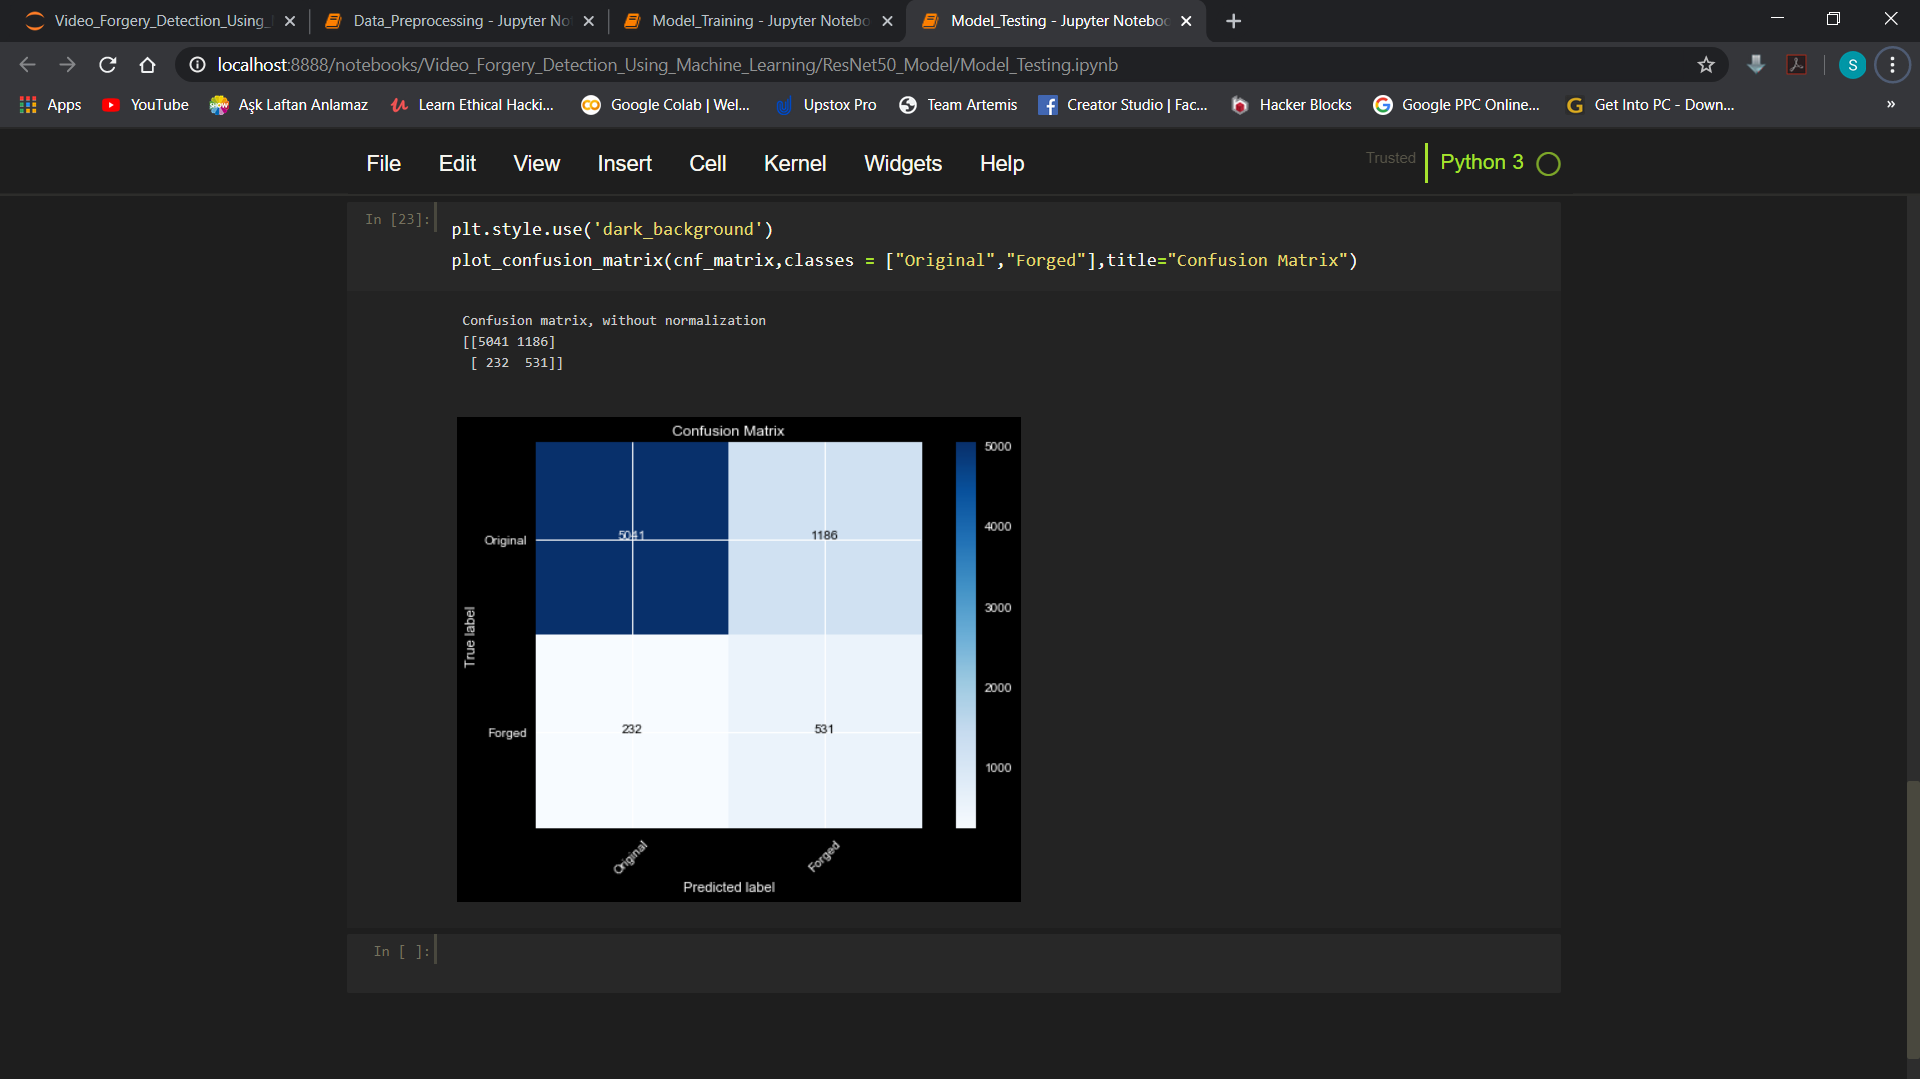 Video_Forgery_Detection_Using_
Data_Preprocessing - Jupyter No
Model_Training - Jupyter Notebo
Model_Testing - Jupyter Noteboo
localhost:8888/notebooks/Video_Forgery_Detection_Using_Machine_Learning/ResNet50_Model/Model_Testing.ipynb
S
Apps
YouTube
SHOW
Aşk Laftan Anlamaz
Learn Ethical Hacki...
Google Colab | Wel...
Upstox Pro
Team Artemis
Creator Studio | Fac...
Hacker Blocks
Google PPC Online...
Get Into PC - Down...
»
File Edit View Insert Cell Kernel Widgets Help
Trusted
Python 3
In [23]:
plt.style.use('dark_background')
plot_confusion_matrix(cnf_matrix,classes = ["Original","Forged"],title="Confusion Matrix")
Confusion matrix, without normalization
[[5041 1186]
[ 232  531]]
Confusion Matrix
5000
4000
3000
2000
1000
True label
Original
5041
1186
Forged
232
531
Original
Forged
Predicted label
In [ ]: